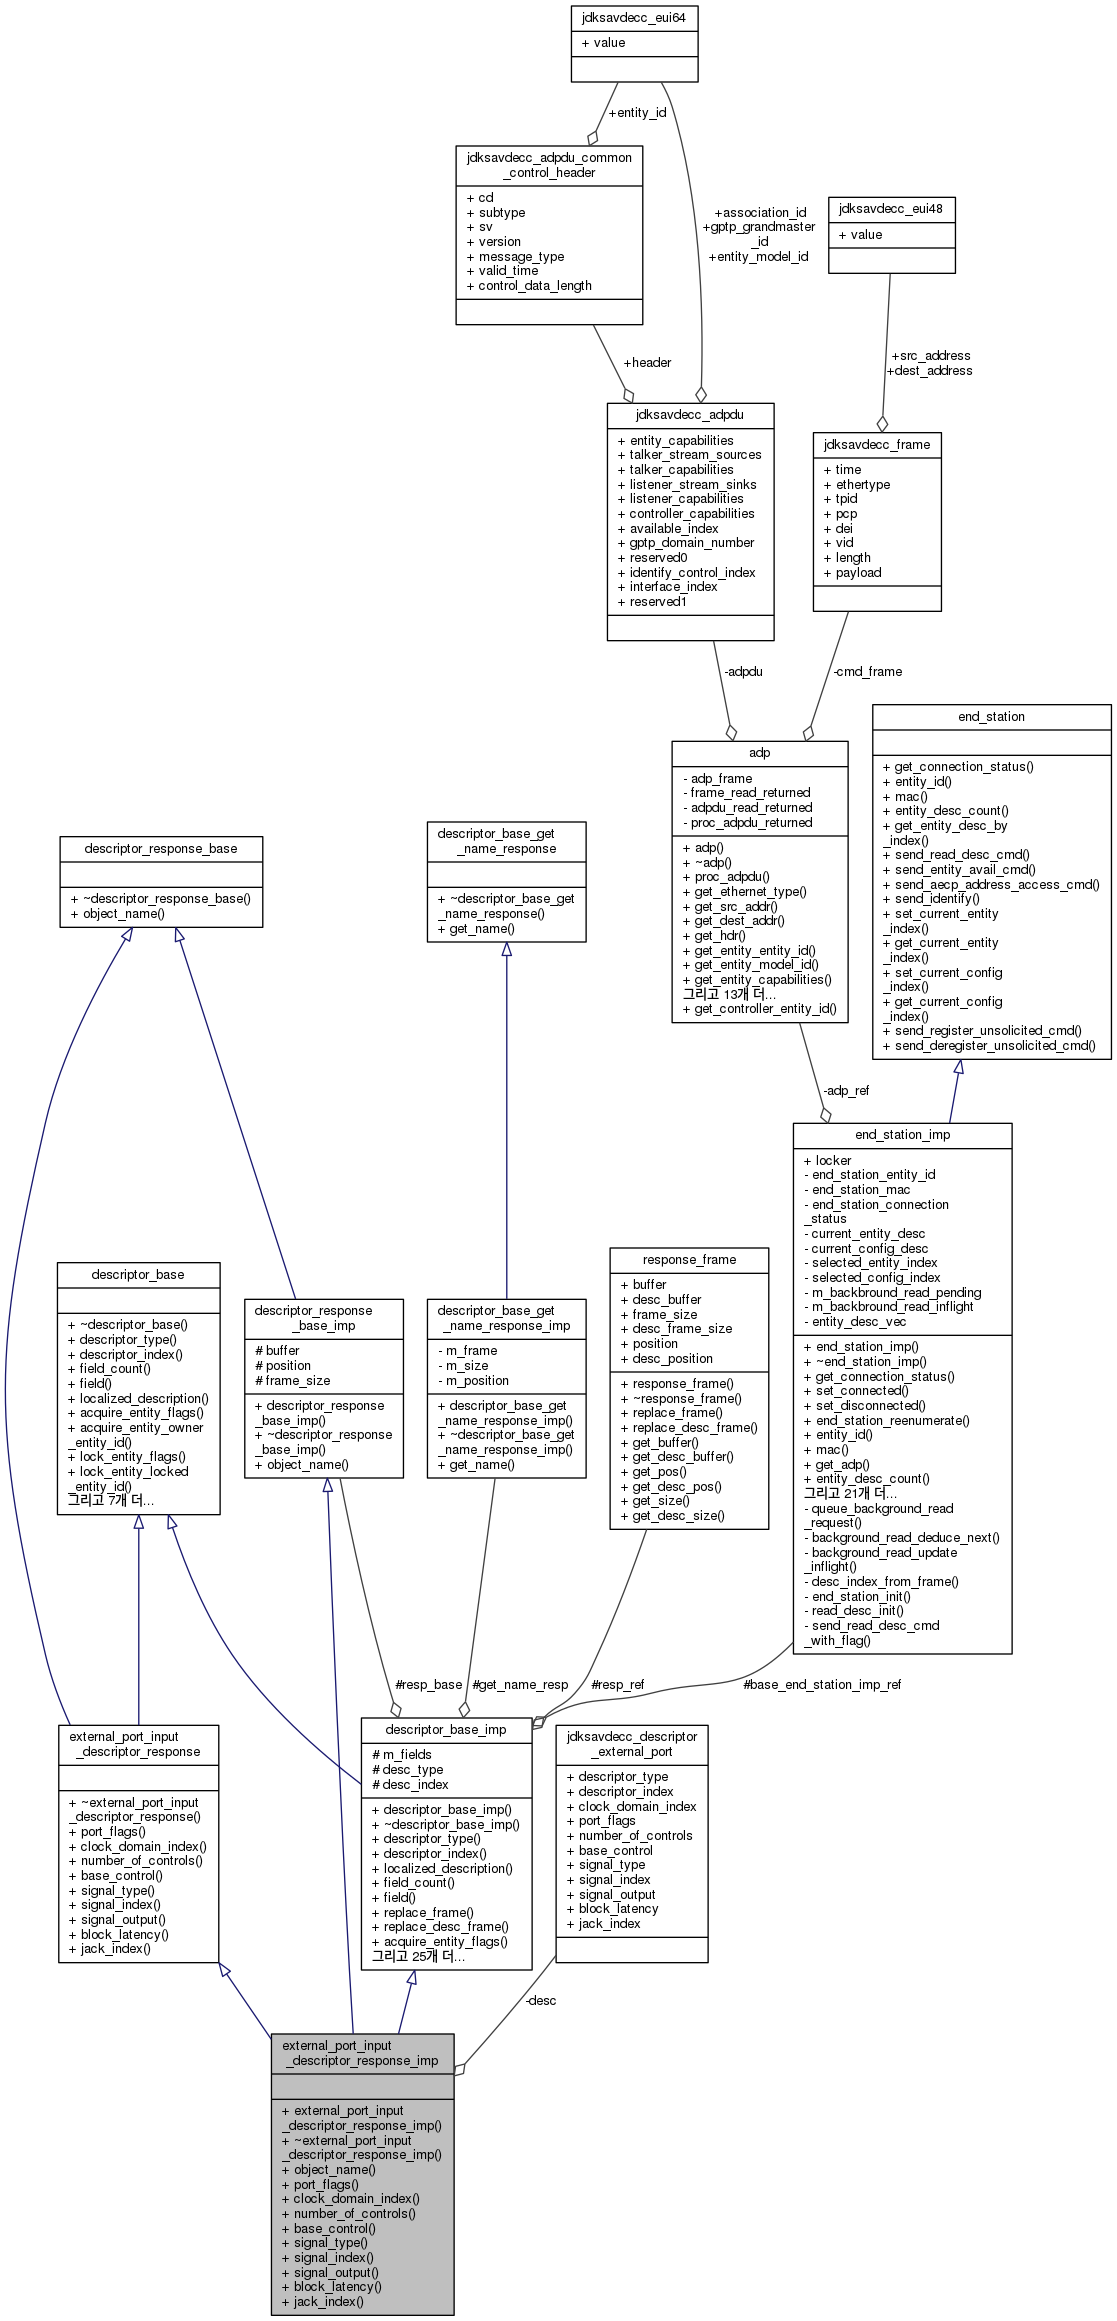 jdksavdecc_eui64
+ value
+entity_id
jdksavdecc_adpdu_common
_control_header
+ cd
+ subtype
+ sv
+ version
+ message_type
+ valid_time
+ control_data_length
+association_id
+gptp_grandmaster
_id
+entity_model_id
jdksavdecc_eui48
+ value
+header
+src_address
+dest_address
jdksavdecc_adpdu
+ entity_capabilities
+ talker_stream_sources
+ talker_capabilities
+ listener_stream_sinks
+ listener_capabilities
+ controller_capabilities
+ available_index
+ gptp_domain_number
+ reserved0
+ identify_control_index
+ interface_index
+ reserved1
jdksavdecc_frame
+ time
+ ethertype
+ tpid
+ pcp
+ dei
+ vid
+ length
+ payload
-adpdu
-cmd_frame
end_station
+ get_connection_status()
+ entity_id()
+ mac()
+ entity_desc_count()
+ get_entity_desc_by
_index()
+ send_read_desc_cmd()
+ send_entity_avail_cmd()
+ send_aecp_address_access_cmd()
+ send_identify()
+ set_current_entity
_index()
+ get_current_entity
_index()
+ set_current_config
_index()
+ get_current_config
_index()
+ send_register_unsolicited_cmd()
+ send_deregister_unsolicited_cmd()
adp
- adp_frame
- frame_read_returned
- adpdu_read_returned
- proc_adpdu_returned
+ adp()
+ ~adp()
+ proc_adpdu()
+ get_ethernet_type()
+ get_src_addr()
+ get_dest_addr()
+ get_hdr()
+ get_entity_entity_id()
+ get_entity_model_id()
+ get_entity_capabilities()
그리고 13개 더...
+ get_controller_entity_id()
descriptor_response_base
+ ~descriptor_response_base()
+ object_name()
descriptor_base_get
_name_response
+ ~descriptor_base_get
_name_response()
+ get_name()
-adp_ref
end_station_imp
+ locker
- end_station_entity_id
- end_station_mac
- end_station_connection
_status
- current_entity_desc
- current_config_desc
- selected_entity_index
- selected_config_index
- m_backbround_read_pending
- m_backbround_read_inflight
- entity_desc_vec
+ end_station_imp()
+ ~end_station_imp()
+ get_connection_status()
+ set_connected()
+ set_disconnected()
+ end_station_reenumerate()
+ entity_id()
+ mac()
+ get_adp()
+ entity_desc_count()
그리고 21개 더...
- queue_background_read
_request()
- background_read_deduce_next()
- background_read_update
_inflight()
- desc_index_from_frame()
- end_station_init()
- read_desc_init()
- send_read_desc_cmd
_with_flag()
descriptor_base
+ ~descriptor_base()
+ descriptor_type()
+ descriptor_index()
+ field_count()
+ field()
+ localized_description()
+ acquire_entity_flags()
+ acquire_entity_owner
_entity_id()
+ lock_entity_flags()
+ lock_entity_locked
_entity_id()
그리고 7개 더...
descriptor_response
_base_imp
# buffer
# position
# frame_size
+ descriptor_response
_base_imp()
+ ~descriptor_response
_base_imp()
+ object_name()
descriptor_base_get
_name_response_imp
- m_frame
- m_size
- m_position
+ descriptor_base_get
_name_response_imp()
+ ~descriptor_base_get
_name_response_imp()
+ get_name()
response_frame
+ buffer
+ desc_buffer
+ frame_size
+ desc_frame_size
+ position
+ desc_position
+ response_frame()
+ ~response_frame()
+ replace_frame()
+ replace_desc_frame()
+ get_buffer()
+ get_desc_buffer()
+ get_pos()
+ get_desc_pos()
+ get_size()
+ get_desc_size()
#resp_base
#get_name_resp
#resp_ref
#base_end_station_imp_ref
external_port_input
_descriptor_response
+ ~external_port_input
_descriptor_response()
+ port_flags()
+ clock_domain_index()
+ number_of_controls()
+ base_control()
+ signal_type()
+ signal_index()
+ signal_output()
+ block_latency()
+ jack_index()
descriptor_base_imp
# m_fields
# desc_type
# desc_index
+ descriptor_base_imp()
+ ~descriptor_base_imp()
+ descriptor_type()
+ descriptor_index()
+ localized_description()
+ field_count()
+ field()
+ replace_frame()
+ replace_desc_frame()
+ acquire_entity_flags()
그리고 25개 더...
jdksavdecc_descriptor
_external_port
+ descriptor_type
+ descriptor_index
+ clock_domain_index
+ port_flags
+ number_of_controls
+ base_control
+ signal_type
+ signal_index
+ signal_output
+ block_latency
+ jack_index
-desc
external_port_input
_descriptor_response_imp
+ external_port_input
_descriptor_response_imp()
+ ~external_port_input
_descriptor_response_imp()
+ object_name()
+ port_flags()
+ clock_domain_index()
+ number_of_controls()
+ base_control()
+ signal_type()
+ signal_index()
+ signal_output()
+ block_latency()
+ jack_index()